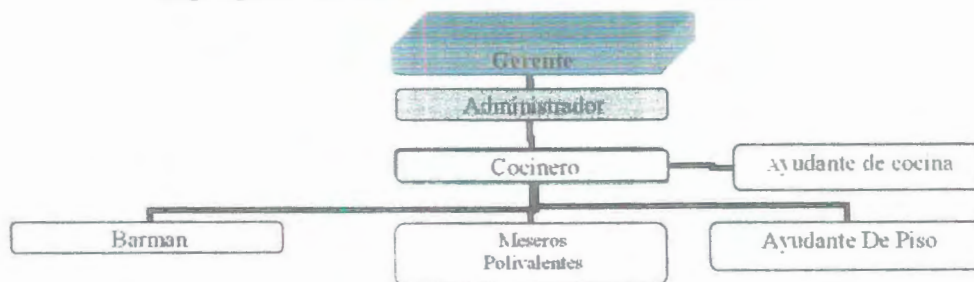 Gerente
Administrador
Cocinero
Ayudante de cocina
Barman
Meseros
Polivalentes
Ayudante De Piso